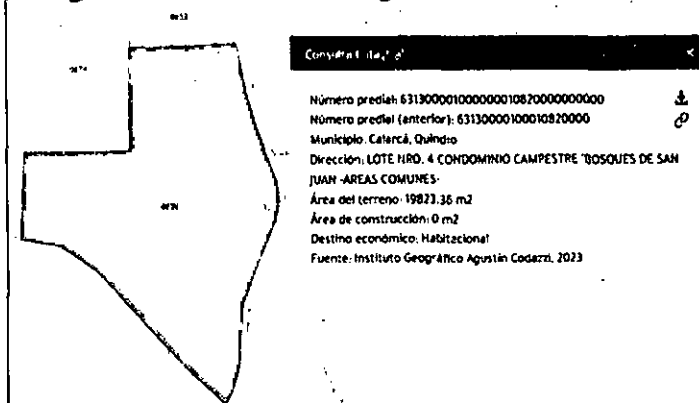 Número predial: 631300001000000010820000000000
Número predial (anterior): 63130000100010820000
Municipio: Calarcá, Quindío
Dirección: LOTE NRO. 4 CONDOMINIO CAMPESTRE "BOSQUES DE SAN
JUAN -AREAS COMUNES-
Área del terreno: 19823.36 m2
Área de construcción: 0 m2
Destino económico: Habitacional
Fuente: Instituto Geográfico Agustín Codazzi, 2023